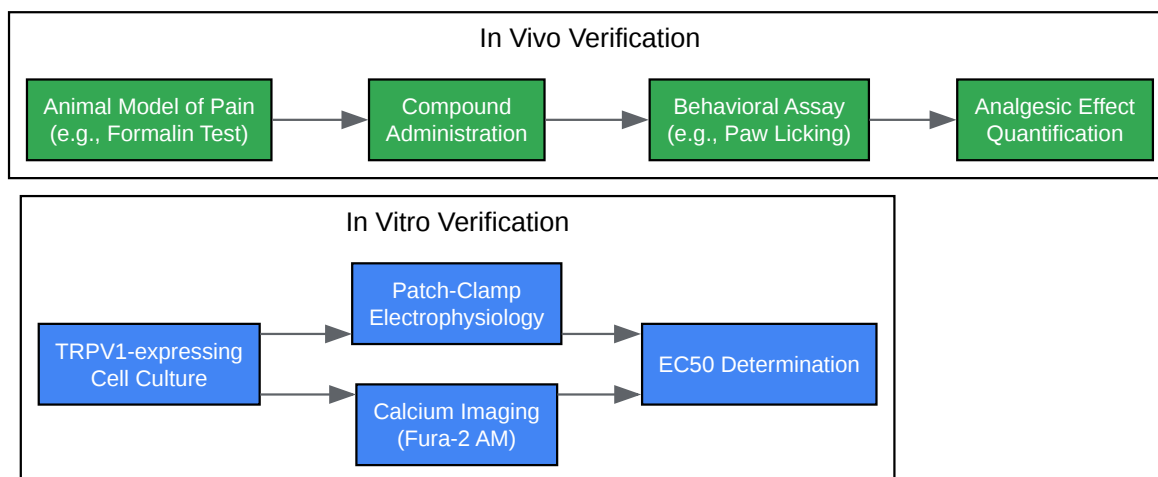 In Vivo Verification
Animal Model of Pain
(e.g., Formalin Test)
Compound
Administration
Behavioral Assay
(e.g., Paw Licking)
Analgesic Effect
Quantification
In Vitro Verification
TRPV1-expressing
Cell Culture
Patch-Clamp
Electrophysiology
Calcium Imaging
(Fura-2 AM)
EC50 Determination